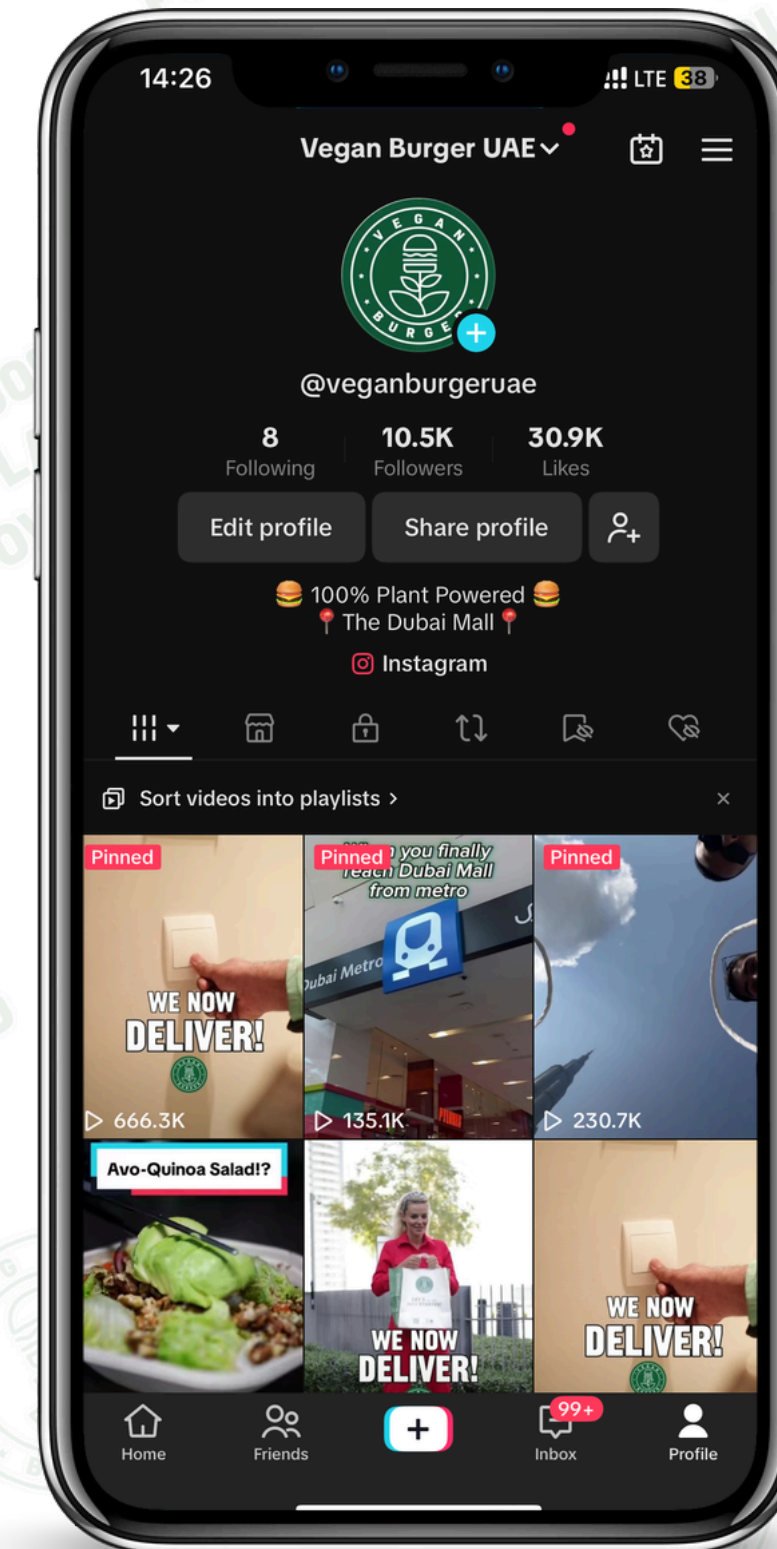 14:26 LTE 38
Vegan Burger UAE
VEGAN
BURGER
@veganburgeruae
8 10.5K 30.9K
Following Followers Likes
Edit profile Share profile
🍔 100% Plant Powered 🍔
📍 The Dubai Mall 📍
Instagram
Sort videos into playlists >
Pinned
WE NOW
DELIVER!
666.3K
Pinned
you finally
reach Dubai Mall
from metro
Dubai Metro
135.1K
Pinned
230.7K
Avo-Quinoa Salad!?
WE NOW
DELIVER!
WE NOW
DELIVER!
99+
Home Friends Inbox Profile